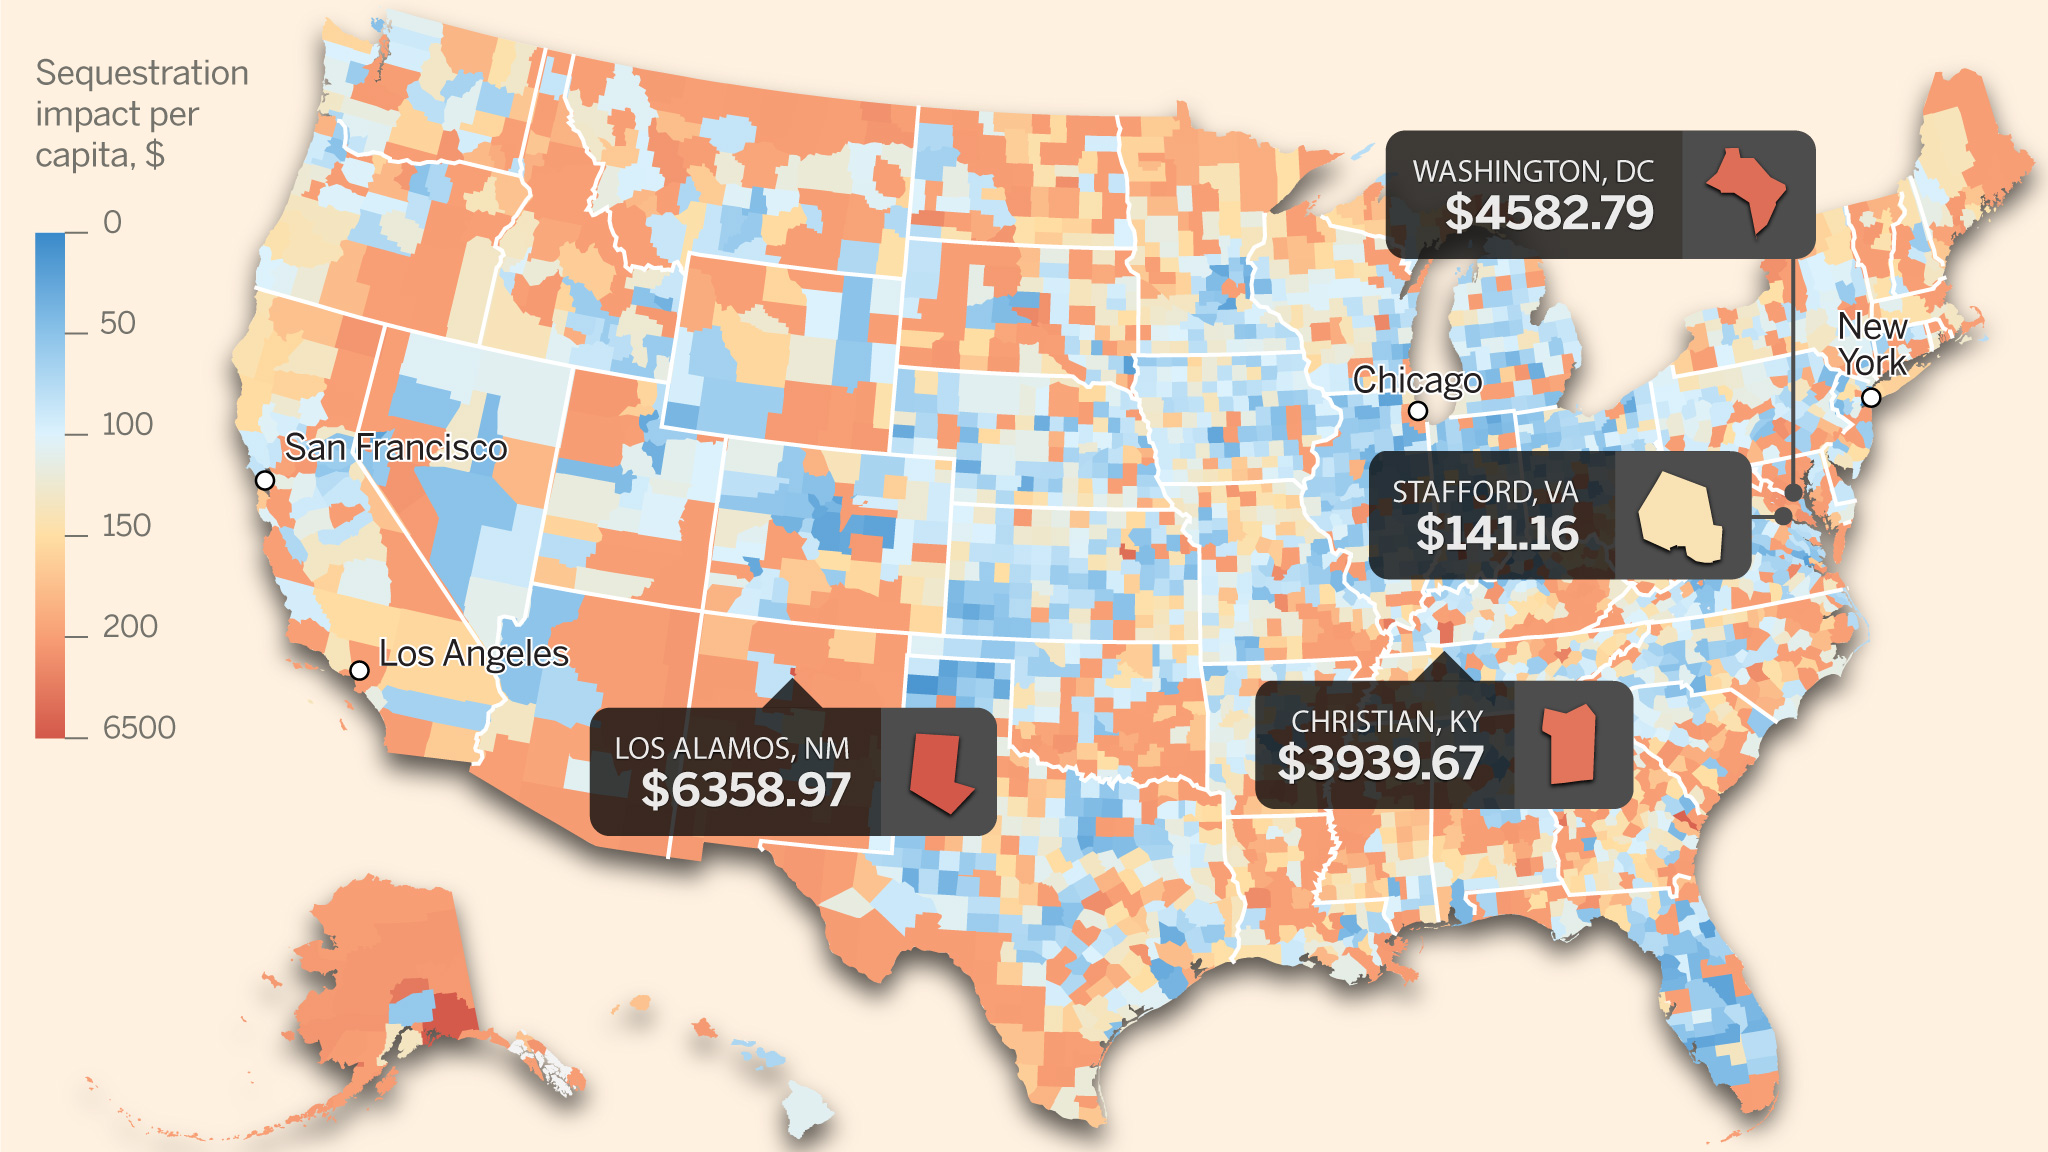 Sequestration
impact per
capita, $
0
50
100
150
200
6500
WASHINGTON, DC
$4582.79
New
York
Chicago
San Francisco
STAFFORD, VA
$141.16
Los Angeles
LOS ALAMOS, NM
$6358.97
CHRISTIAN, KY
$3939.67